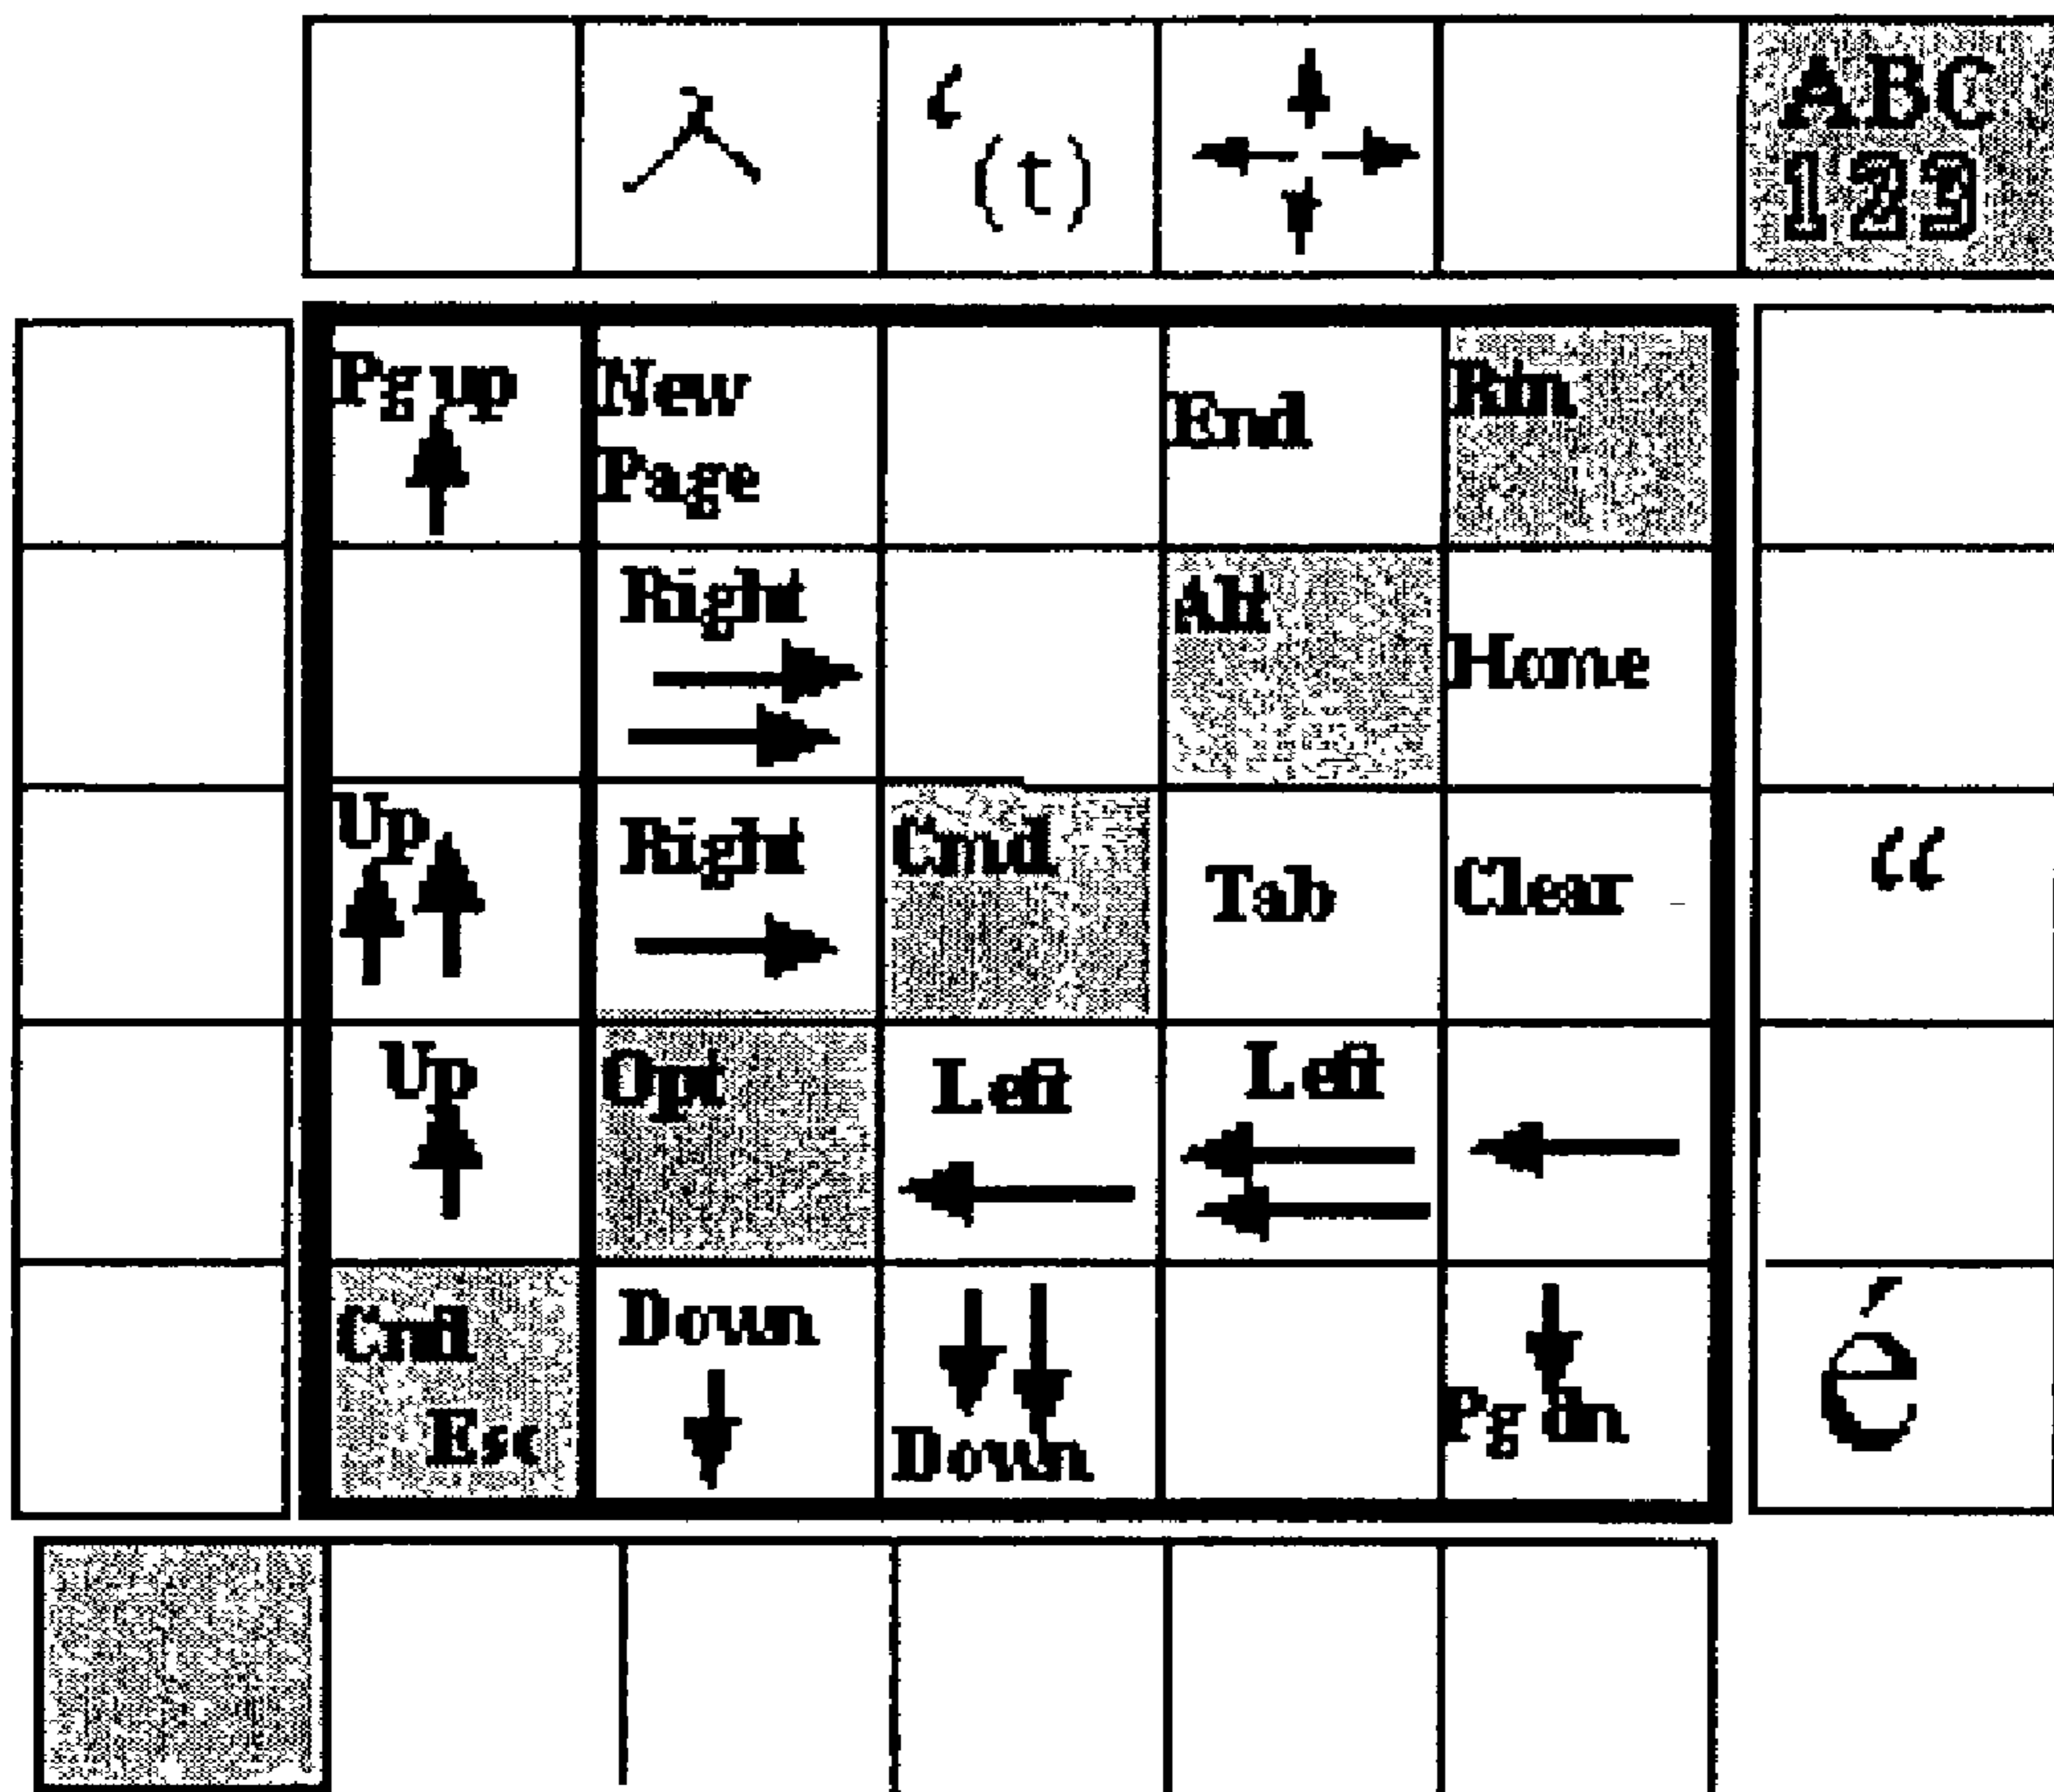 ABC
‘
(t)
123
Pg up
New
Page
End
Rtn
Right
Alt
Home
Up
Right
Cmd
Tab
Clear
“
Up
Opt
Left
Left
Cmd
Esc
Down
Down
Pg dn
é